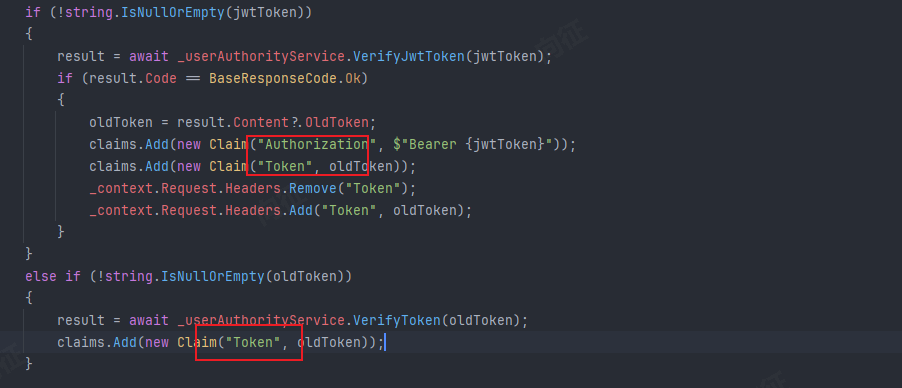 if (!string.IsNullOrEmpty(jwtToken))
{
result = await _userAuthorityService.VerifyJwtToken(jwtToken);
if (result.Code == BaseResponseCode.Ok)
{
oldToken = result.Content?.OldToken;
claims.Add(new Claim("Authorization", $"Bearer {jwtToken}"));
claims.Add(new Claim("Token", oldToken));
_context.Request.Headers.Remove("Token");
_context.Request.Headers.Add("Token", oldToken);
}
}
else if (!string.IsNullOrEmpty(oldToken))
{
result = await _userAuthorityService.VerifyToken(oldToken);
claims.Add(new Claim("Token", oldToken));
}